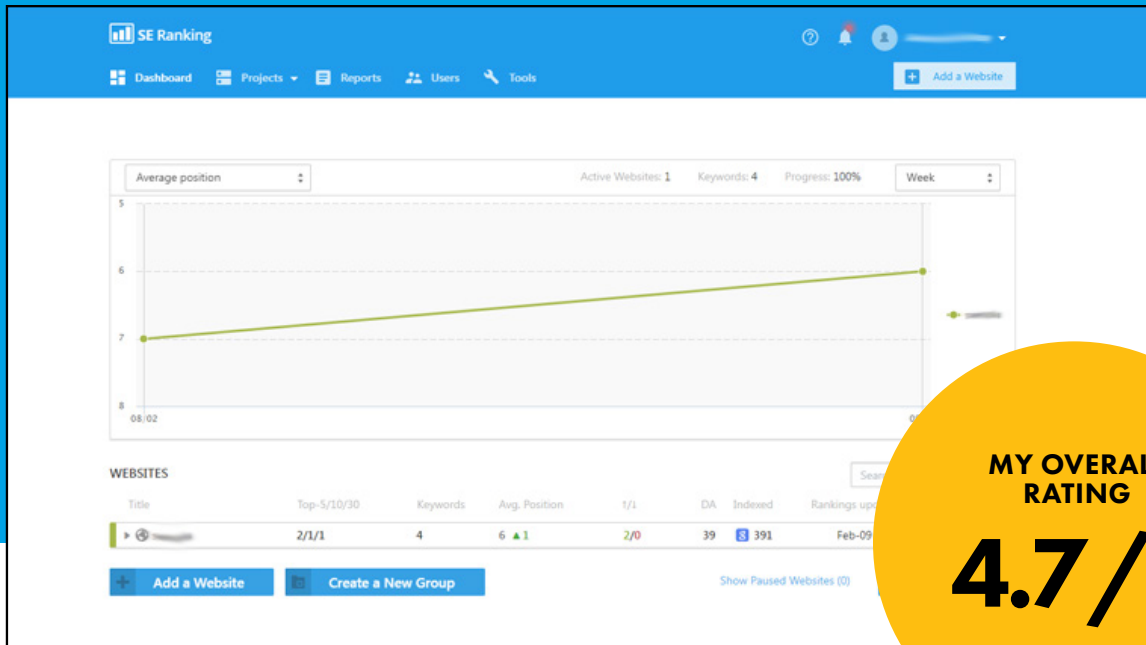 SE Ranking
Dashboard Projects Reports Users Tools
Add a Website
Average position Active Websites: 1 Keywords: 4 Progress: 100% Week
5
6
7
8
08/02
WEBSITES
Title Top-5/10/30 Keywords Avg. Position ↑/↓ DA Indexed Rankings
2/1/1 4 6 ▲1 2/0 39 8 391 Feb-09
Add a Website Create a New Group Show Paused Websites (0)
MY OVERAL
RATING
4.7/